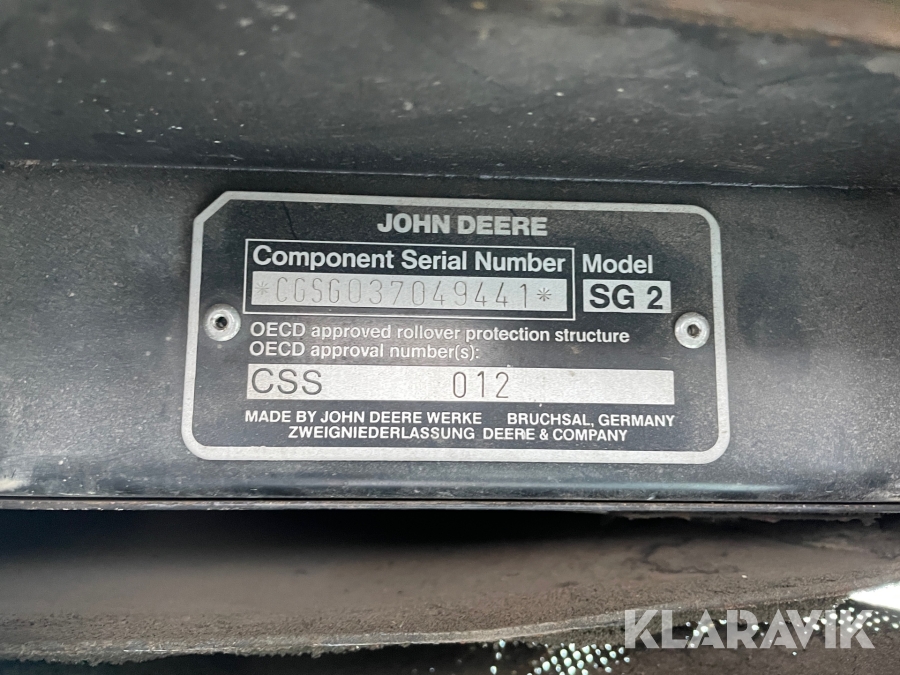 JOHN DEERE
Component Serial Number
Model
*CGSG037049441*
SG 2
OECD approved rollover protection structure
OECD approval number(s):
CSS 012
MADE BY JOHN DEERE WERKE BRUCHSAL, GERMANY
ZWEIGNIEDERLASSUNG DEERE & COMPANY
KLARAVIK